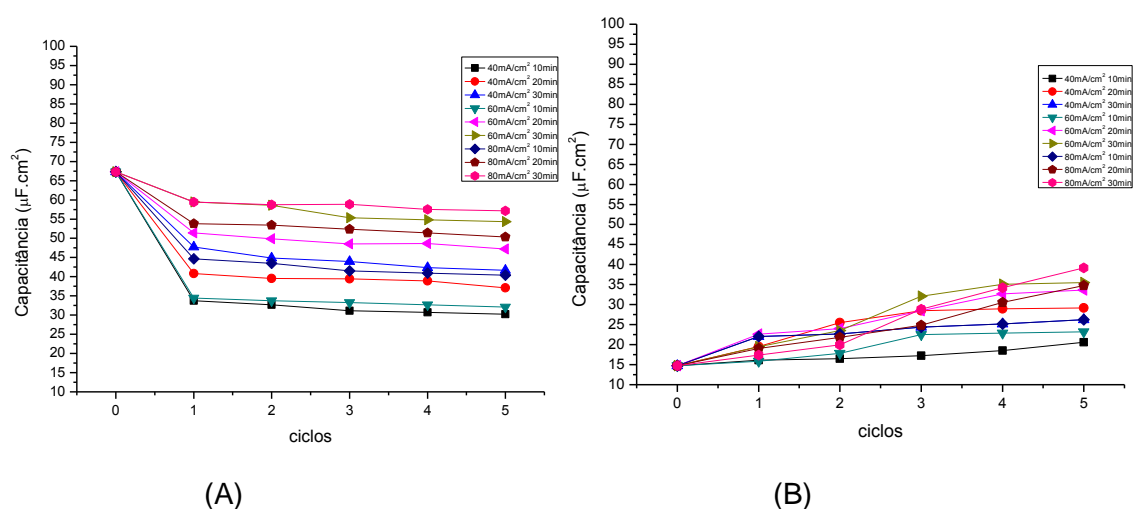 100
95
90
85
80
75
70
65
60
55
50
45
40
35
30
25
20
15
10
Capacitância (μF.cm²)
0 1 2 3 4 5
ciclos
40mA/cm² 10min
40mA/cm² 20min
40mA/cm² 30min
60mA/cm² 10min
60mA/cm² 20min
60mA/cm² 30min
80mA/cm² 10min
80mA/cm² 20min
80mA/cm² 30min
(A)
100
95
90
85
80
75
70
65
60
55
50
45
40
35
30
25
20
15
10
Capacitância (μF.cm²)
0 1 2 3 4 5
ciclos
40mA/cm² 10min
40mA/cm² 20min
40mA/cm² 30min
60mA/cm² 10min
60mA/cm² 20min
60mA/cm² 30min
80mA/cm² 10min
80mA/cm² 20min
80mA/cm² 30min
(B)